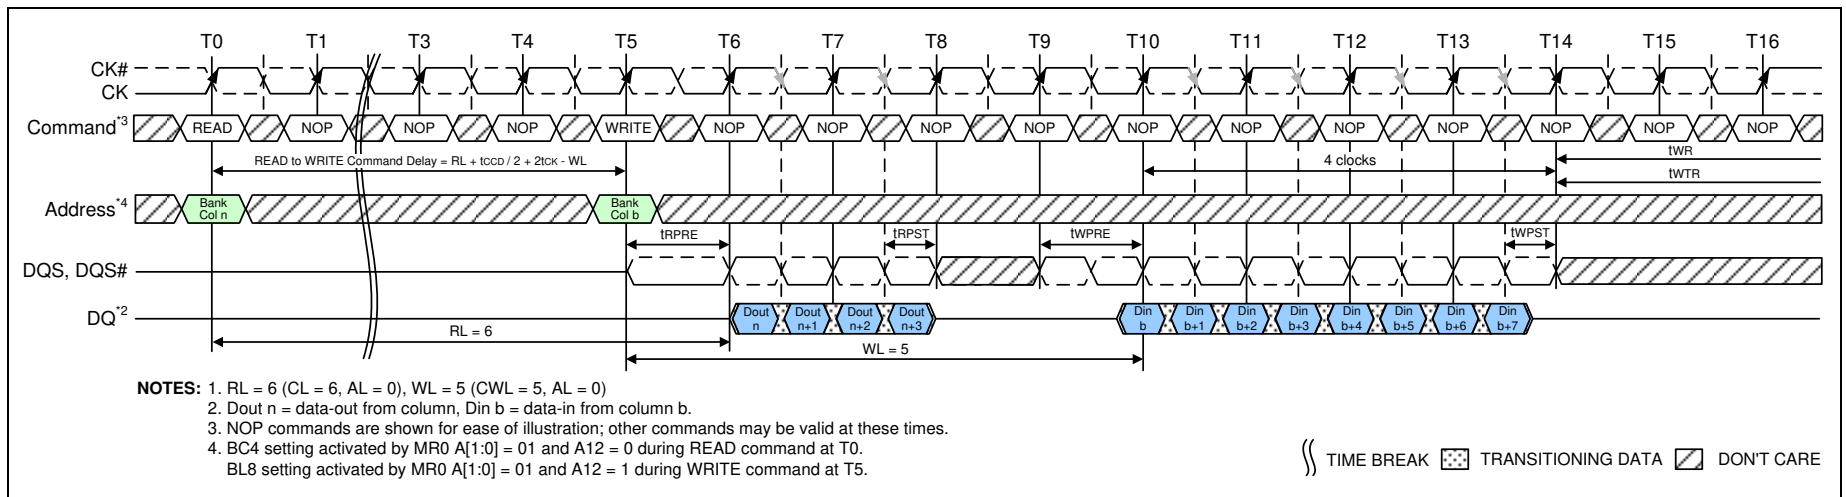 T0 T1 T3 T4 T5 T6 T7 T8 T9 T10 T11 T12 T13 T14 T15 T16
CK#
CK
Command*3 READ NOP NOP NOP WRITE NOP NOP NOP NOP NOP NOP NOP NOP NOP NOP NOP
READ to WRITE Command Delay = RL + tCCD / 2 + 2tCK - WL 4 clocks tWR
tWTR
Address*4 Bank Col n Bank Col b
tRPRE tRPST tWPRE tWPST
DQS, DQS#
DQ*2 Dout n Dout n+1 Dout n+2 Dout n+3 Din b Din b+1 Din b+2 Din b+3 Din b+4 Din b+5 Din b+6 Din b+7
RL = 6
WL = 5
NOTES: 1. RL = 6 (CL = 6, AL = 0), WL = 5 (CWL = 5, AL = 0)
2. Dout n = data-out from column, Din b = data-in from column b.
3. NOP commands are shown for ease of illustration; other commands may be valid at these times.
4. BC4 setting activated by MR0 A[1:0] = 01 and A12 = 0 during READ command at T0.
BL8 setting activated by MR0 A[1:0] = 01 and A12 = 1 during WRITE command at T5.
TIME BREAK TRANSITIONING DATA DON'T CARE